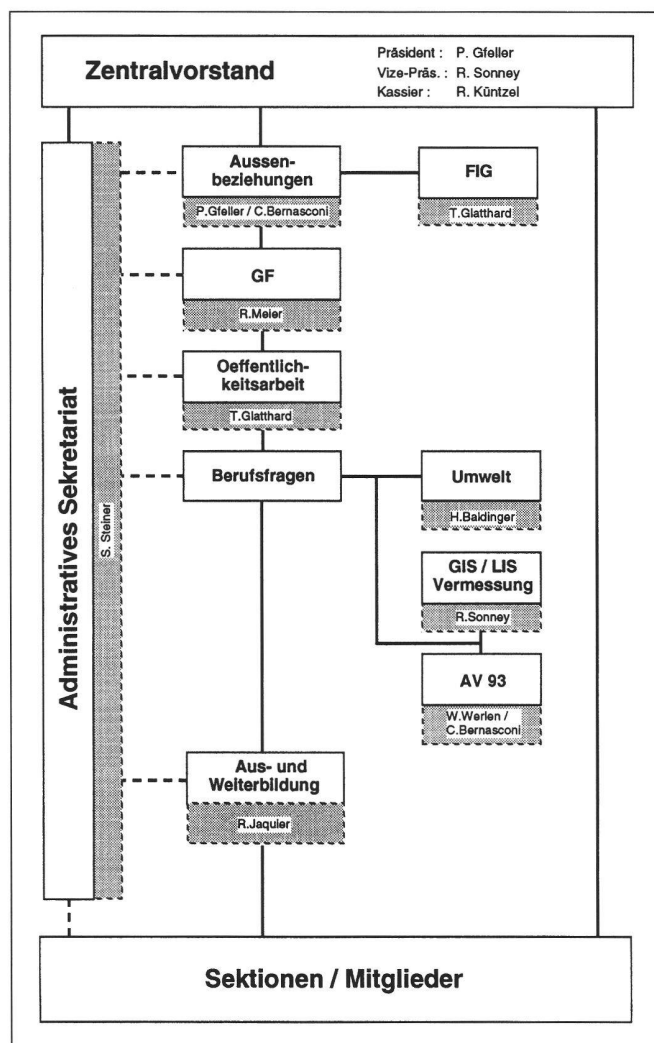 Zentralvorstand
Präsident : P. Gfeller
Vize-Präs. : R. Sonney
Kassier : R. Küntzel
Administratives Sekretariat
S. Steiner
Aussen-
beziehungen
P.Gfeller / C.Bernasconi
FIG
T.Glatthard
GF
R.Meier
Oeffentlich-
keitsarbeit
T.Glatthard
Berufsfragen
Umwelt
H.Baldinger
GIS / LIS
Vermessung
R.Sonney
AV 93
W.Werlen /
C.Bernasconi
Aus- und
Weiterbildung
R.Jaquier
Sektionen / Mitglieder